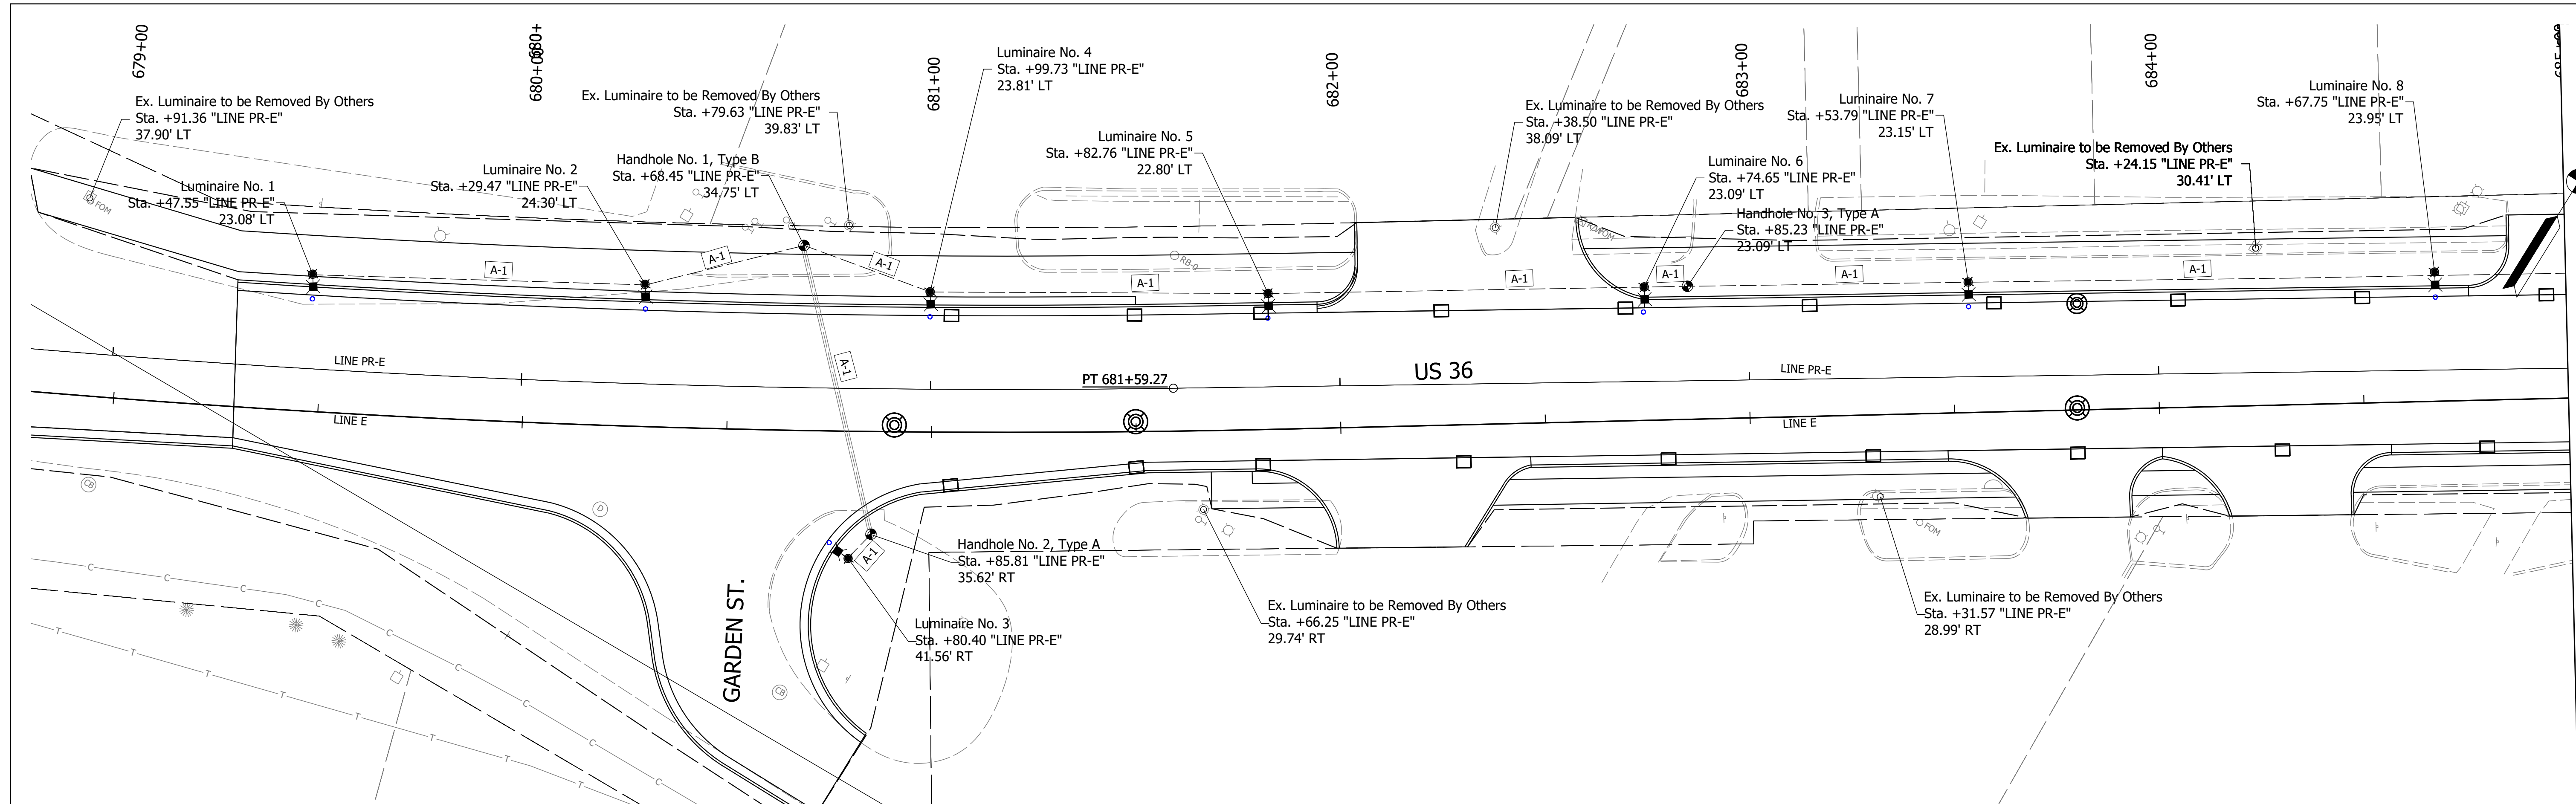 679+00
680+
680+00
681+00
682+00
683+00
684+00
Ex. Luminaire to be Removed By Others
Sta. +91.36 "LINE PR-E"
37.90' LT
Luminaire No. 1
Sta. +47.55 "LINE PR-E"
23.08' LT
FOM
Luminaire No. 2
Sta. +29.47 "LINE PR-E"
24.30' LT
Ex. Luminaire to be Removed By Others
Sta. +79.63 "LINE PR-E"
39.83' LT
Handhole No. 1, Type B
Sta. +68.45 "LINE PR-E"
34.75' LT
Luminaire No. 4
Sta. +99.73 "LINE PR-E"
23.81' LT
Luminaire No. 5
Sta. +82.76 "LINE PR-E"
22.80' LT
Ex. Luminaire to be Removed By Others
Sta. +38.50 "LINE PR-E"
38.09' LT
Luminaire No. 6
Sta. +74.65 "LINE PR-E"
23.09' LT
Handhole No. 3, Type A
Sta. +85.23 "LINE PR-E"
23.09' LT
Luminaire No. 7
Sta. +53.79 "LINE PR-E"
23.15' LT
Ex. Luminaire to be Removed By Others
Sta. +24.15 "LINE PR-E"
30.41' LT
Luminaire No. 8
Sta. +67.75 "LINE PR-E"
23.95' LT
A-1
A-1
A-1
A-1
A-1
A-1
A-1
A-1
A-1
RB-0
LINE PR-E
PT 681+59.27
US 36
LINE PR-E
LINE E
LINE E
CB
D
A-1
Handhole No. 2, Type A
Sta. +85.81 "LINE PR-E"
35.62' RT
Luminaire No. 3
Sta. +80.40 "LINE PR-E"
41.56' RT
Ex. Luminaire to be Removed By Others
Sta. +66.25 "LINE PR-E"
29.74' RT
FOM
Ex. Luminaire to be Removed By Others
Sta. +31.57 "LINE PR-E"
28.99' RT
GARDEN ST.
CB
C
C
C
C
C
C
C
C
C
T
T
T
T
T
T
T
T